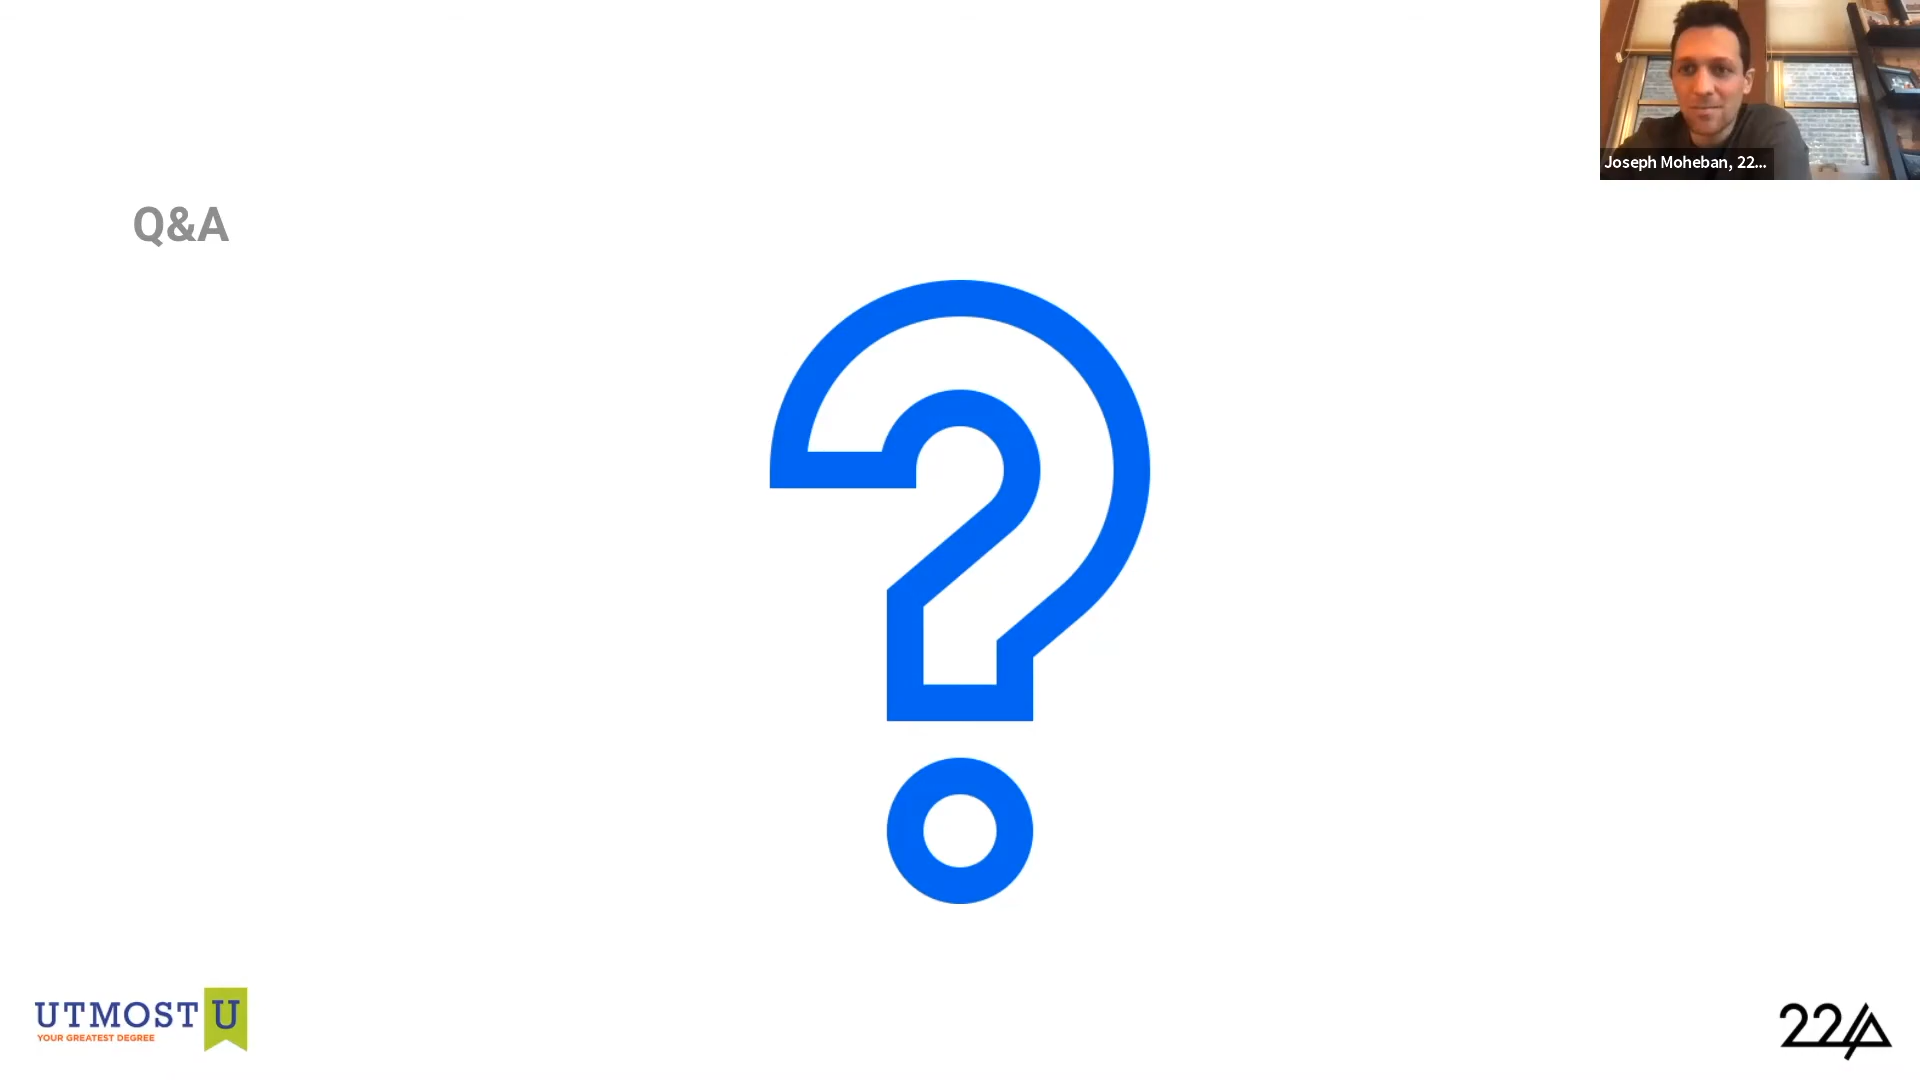 Joseph Moheban, 22...
Q&A
?
UTMOST U
YOUR GREATEST DEGREE
22